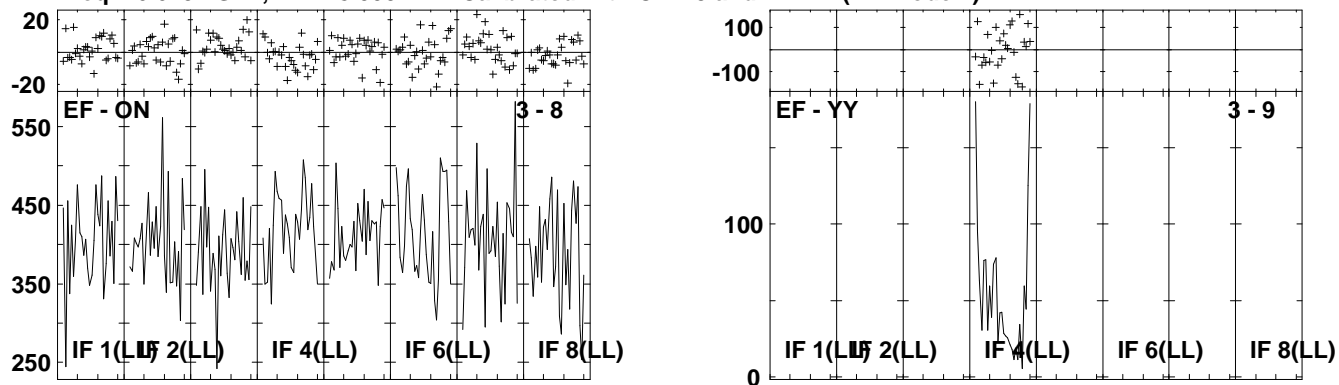 20
-20
EF - ON 3 - 8
550
450
350
250
IF 1(LL) IF 2(LL) IF 4(LL) IF 6(LL) IF 8(LL)
100
-100
EF - YY 3 - 9
100
0
IF 1(LL) IF 2(LL) IF 4(LL) IF 6(LL) IF 8(LL)